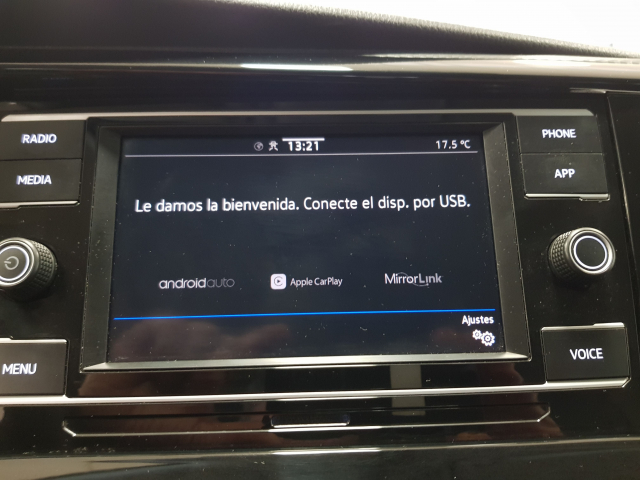 RADIO
MEDIA
MENU
13:21
17.5 °C
Le damos la bienvenida. Conecte el disp. por USB.
androidauto
Apple CarPlay
MirrorLink
Ajustes
PHONE
APP
VOICE